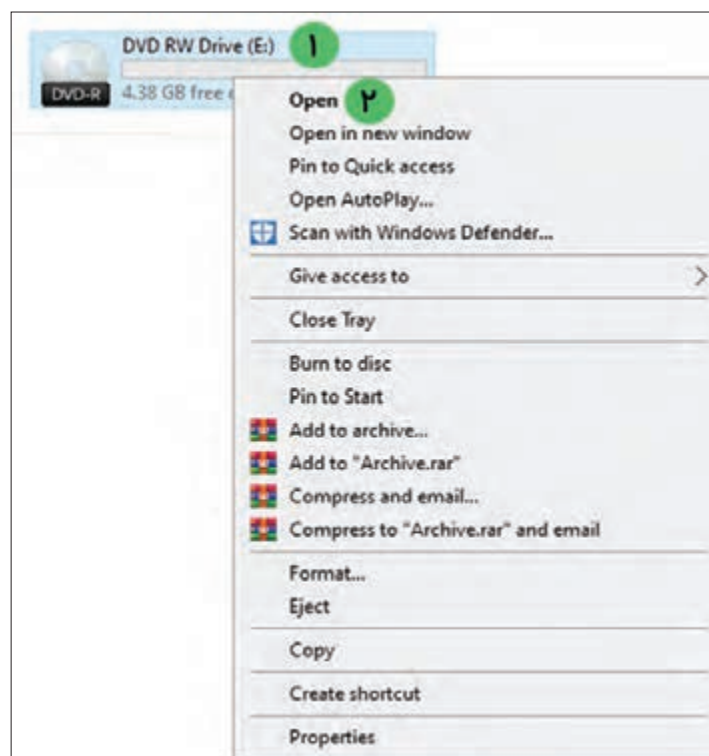 DVD RW Drive (E:) ۱
DVD-R 4.38 GB free
Open ۲
Open in new window
Pin to Quick access
Open AutoPlay...
Scan with Windows Defender...
Give access to
Close Tray
Burn to disc
Pin to Start
Add to archive...
Add to "Archive.rar"
Compress and email...
Compress to "Archive.rar" and email
Format...
Eject
Copy
Create shortcut
Properties